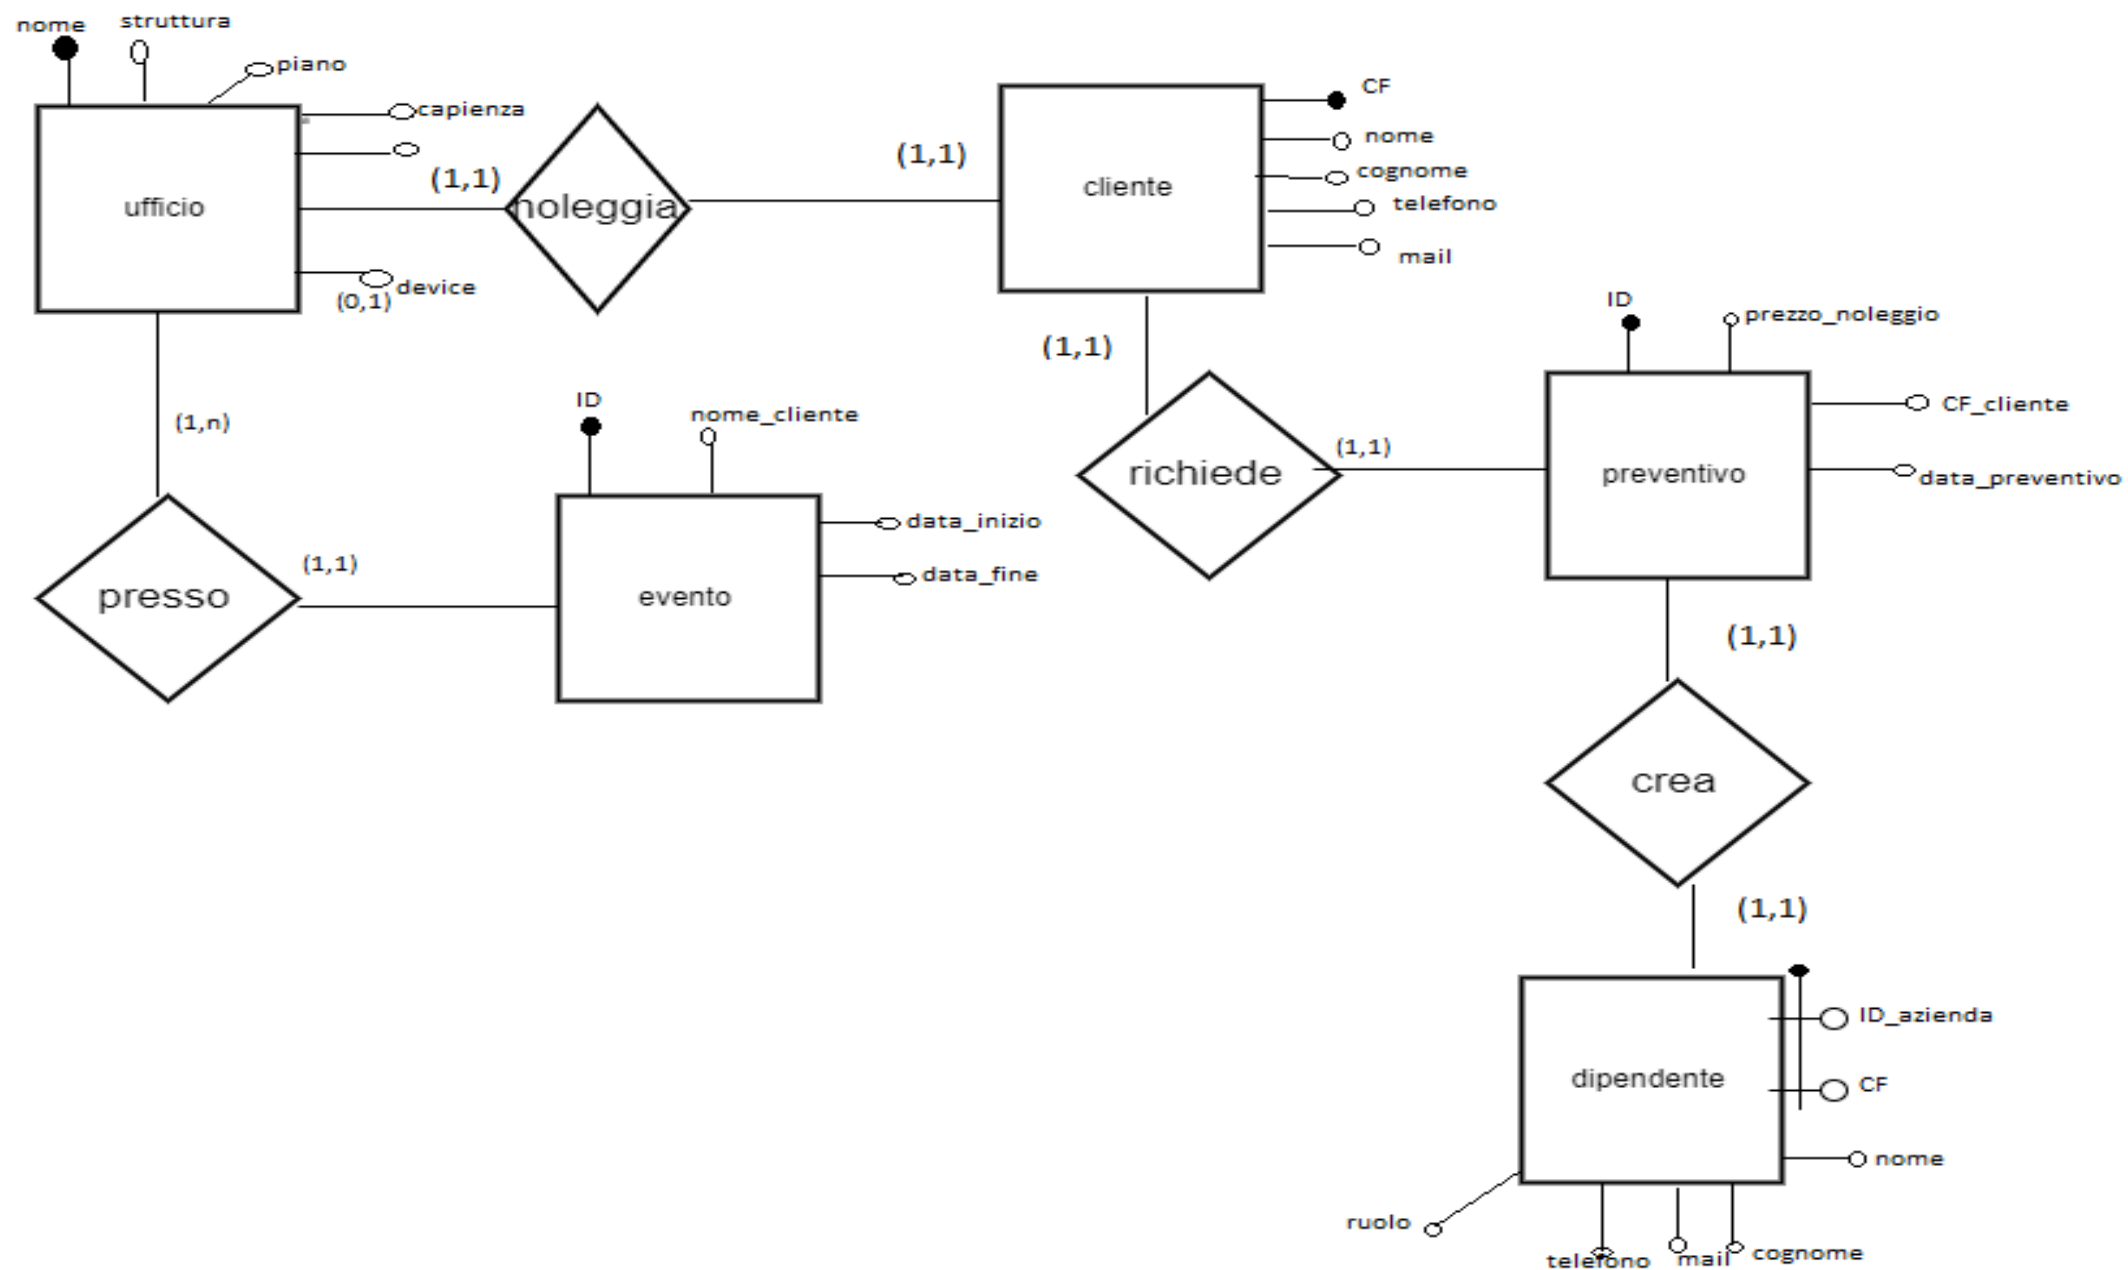 nome
struttura
piano
capienza
ufficio
(1,1)
noleggia
(1,1)
device
(0,1)
cliente
CF
nome
cognome
telefono
mail
(1,1)
(1,n)
presso
(1,1)
ID
nome_cliente
data_inizio
data_fine
evento
richiede
(1,1)
ID
prezzo_noleggio
CF_cliente
data_preventivo
preventivo
(1,1)
crea
(1,1)
ID_azienda
CF
dipendente
nome
ruolo
telefono
mail
cognome